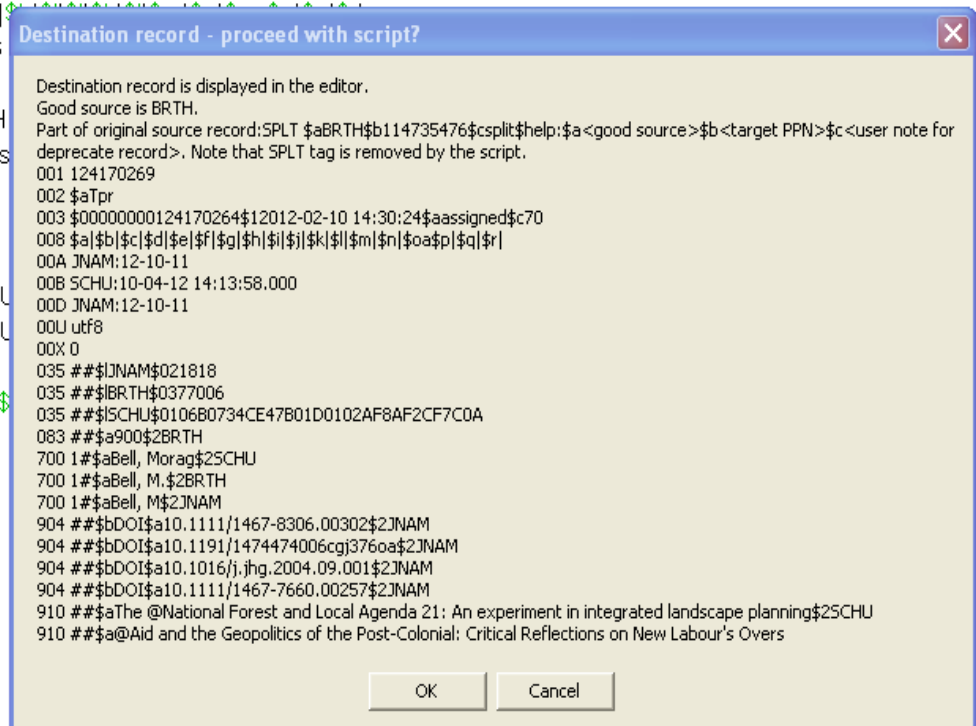 Destination record - proceed with script?
Destination record is displayed in the editor.
Good source is BRTH.
Part of original source record:SPLT $aBRTH$b114735476$csplit$help:$a<good source>$b<target PPN>$c<user note for
deprecate record>. Note that SPLT tag is removed by the script.
001 124170269
002 $aTpr
003 $00000000124170264$12012-02-10 14:30:24$aassigned$c70
008 $a|$b|$c|$d|$e|$f|$g|$h|$i|$j|$k|$l|$m|$n|$oa$p|$q|$r|
00A JNAM:12-10-11
00B SCHU:10-04-12 14:13:58.000
00D JNAM:12-10-11
00U utf8
00X 0
035 ##$lJNAM$021818
035 ##$lBRTH$0377006
035 ##$lSCHU$0106B0734CE47B01D0102AF8AF2CF7C0A
083 ##$a900$2BRTH
700 1#$aBell, Morag$2SCHU
700 1#$aBell, M.$2BRTH
700 1#$aBell, M$2JNAM
904 ##$bDOI$a10.1111/1467-8306.00302$2JNAM
904 ##$bDOI$a10.1191/1474474006cgj376oa$2JNAM
904 ##$bDOI$a10.1016/j.jhg.2004.09.001$2JNAM
904 ##$bDOI$a10.1111/1467-7660.00257$2JNAM
910 ##$aThe @National Forest and Local Agenda 21: An experiment in integrated landscape planning$2SCHU
910 ##$a@Aid and the Geopolitics of the Post-Colonial: Critical Reflections on New Labour's Overs
OK
Cancel